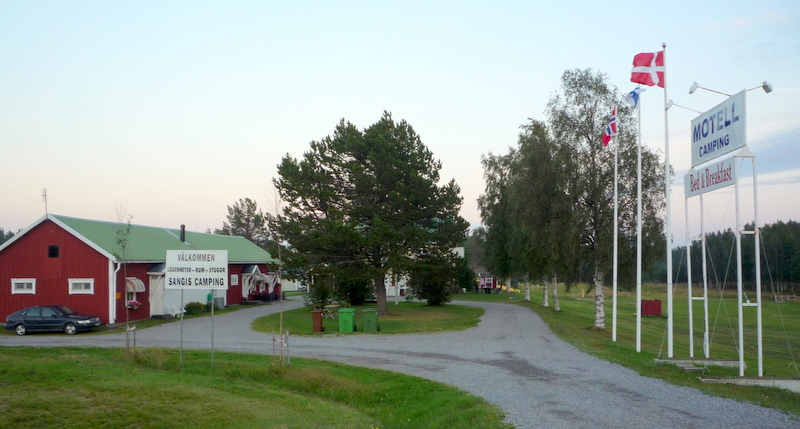 VÄLKOMMEN
LÄGENHETER - RUM - STUGOR
SANGIS CAMPING
MOTELL
CAMPING
Bed & Breakfast